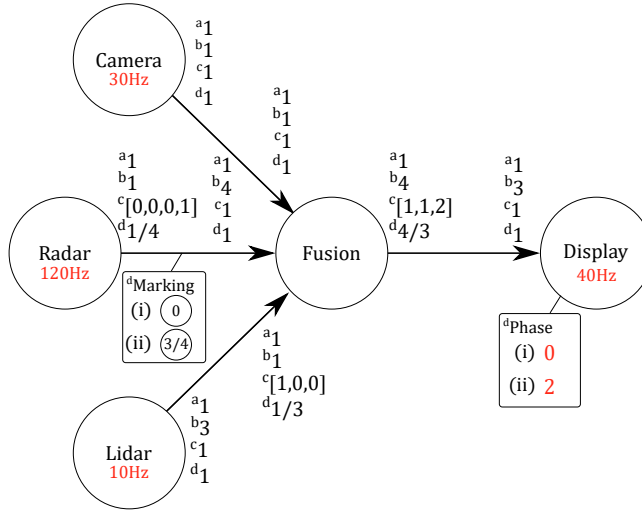 Camera
30Hz
ᵃ1
ᵇ1
ᶜ1
ᵈ1
ᵃ1
ᵇ1
ᶜ1
ᵈ1
Radar
120Hz
ᵃ1
ᵇ1
ᶜ[0,0,0,1]
ᵈ1/4
ᵃ1
ᵇ4
ᶜ1
ᵈ1
ᵈMarking
(i) 0
(ii) 3/4
Lidar
10Hz
ᵃ1
ᵇ3
ᶜ1
ᵈ1
ᵃ1
ᵇ1
ᶜ[1,0,0]
ᵈ1/3
Fusion
ᵃ1
ᵇ4
ᶜ[1,1,2]
ᵈ4/3
ᵃ1
ᵇ3
ᶜ1
ᵈ1
Display
40Hz
ᵈPhase
(i) 0
(ii) 2